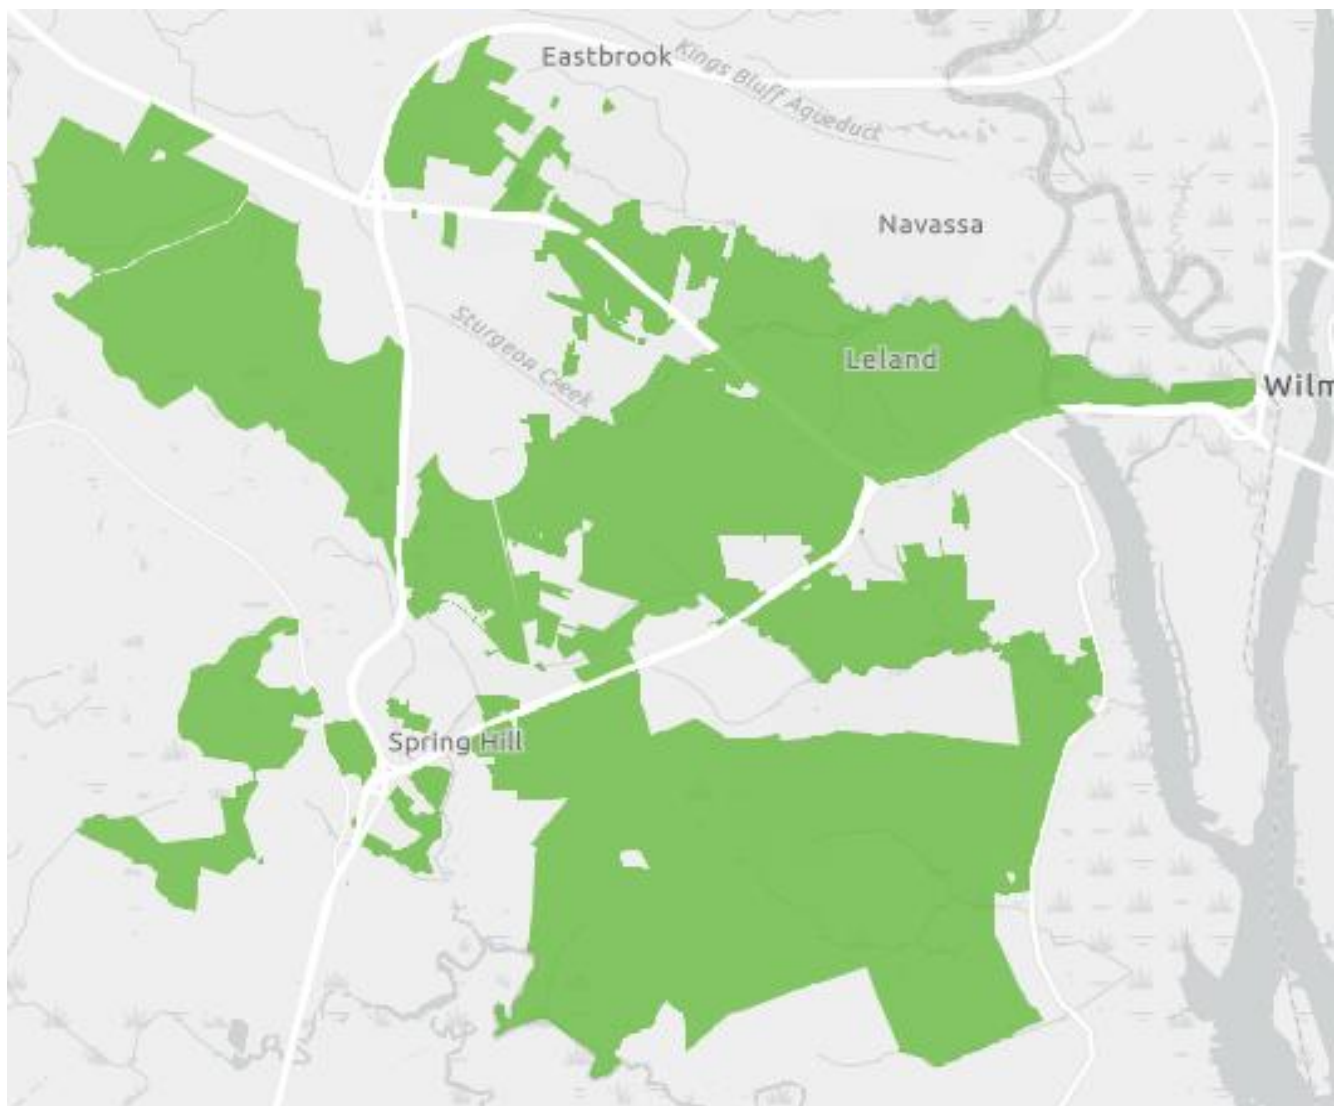 Eastbrook
Kings Bluff Aqueduct
Navassa
Sturgeon Creek
Leland
Wilm
Spring Hill